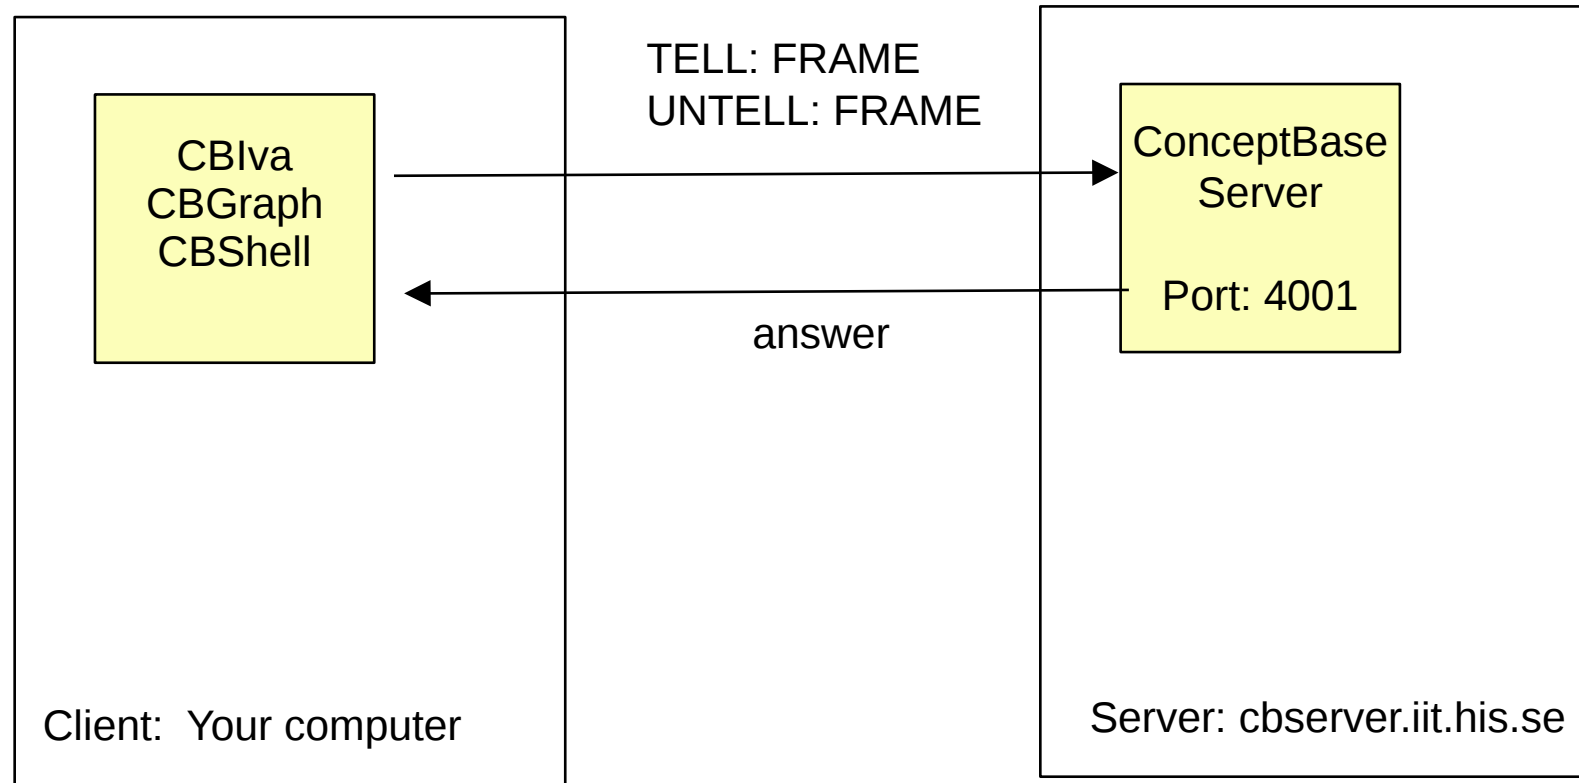 TELL: FRAME
UNTELL: FRAME
CBIva
CBGraph
CBShell
ConceptBase
Server
Port: 4001
answer
Client:  Your computer
Server: cbserver.iit.his.se